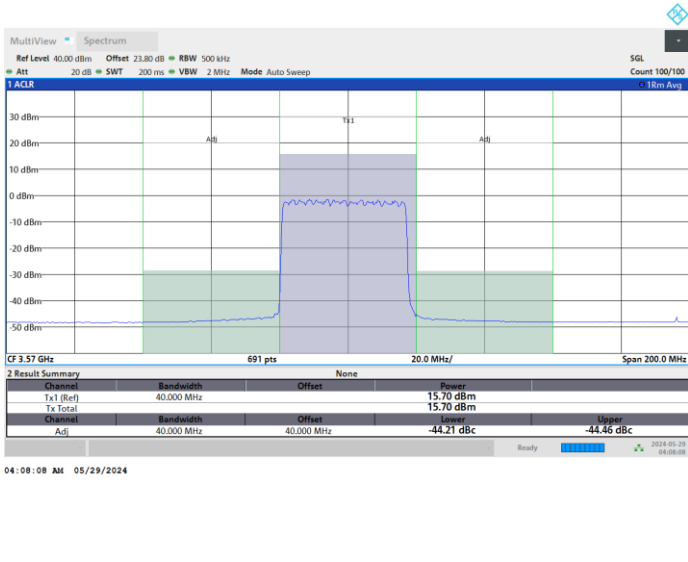 MultiView Spectrum
Ref Level 40.00 dBm Offset 23.80 dB RBW 500 kHz SGL
Att 20 dB SWT 200 ms VBW 2 MHz Mode Auto Sweep Count 100/100
1 ACLR 1Rm Avg
30 dBm
Tx1
20 dBm
Adj Adj
10 dBm
0 dBm
-10 dBm
-20 dBm
-30 dBm
-40 dBm
-50 dBm
CF 3.57 GHz 691 pts 20.0 MHz/ Span 200.0 MHz
2 Result Summary None
Channel Bandwidth Offset Power
Tx1 (Ref) 40.000 MHz 15.70 dBm
Tx Total 15.70 dBm
Channel Bandwidth Offset Lower Upper
Adj 40.000 MHz 40.000 MHz -44.21 dBc -44.46 dBc
Ready 2024-05-29
04:08:08
04:08:08 AM 05/29/2024